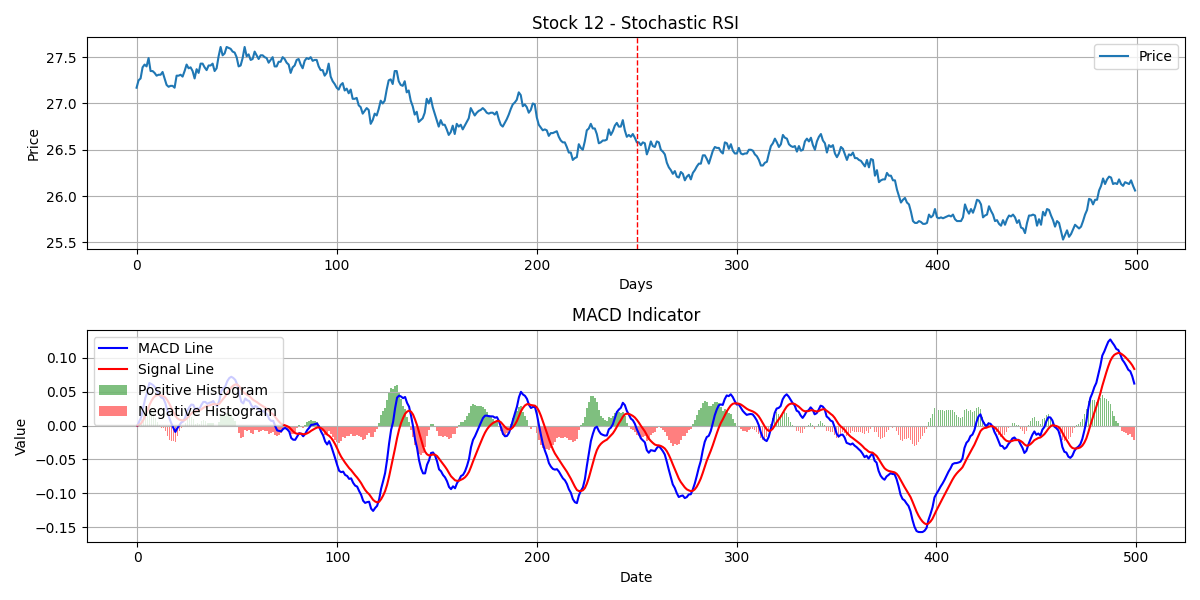 Stock 12 - Stochastic RSI
Price
27.5
27.0
26.5
26.0
25.5
Price
0
100
200
300
400
500
Days
MACD Indicator
MACD Line
Signal Line
Positive Histogram
Negative Histogram
0.10
0.05
0.00
−0.05
−0.10
−0.15
Value
0
100
200
300
400
500
Date